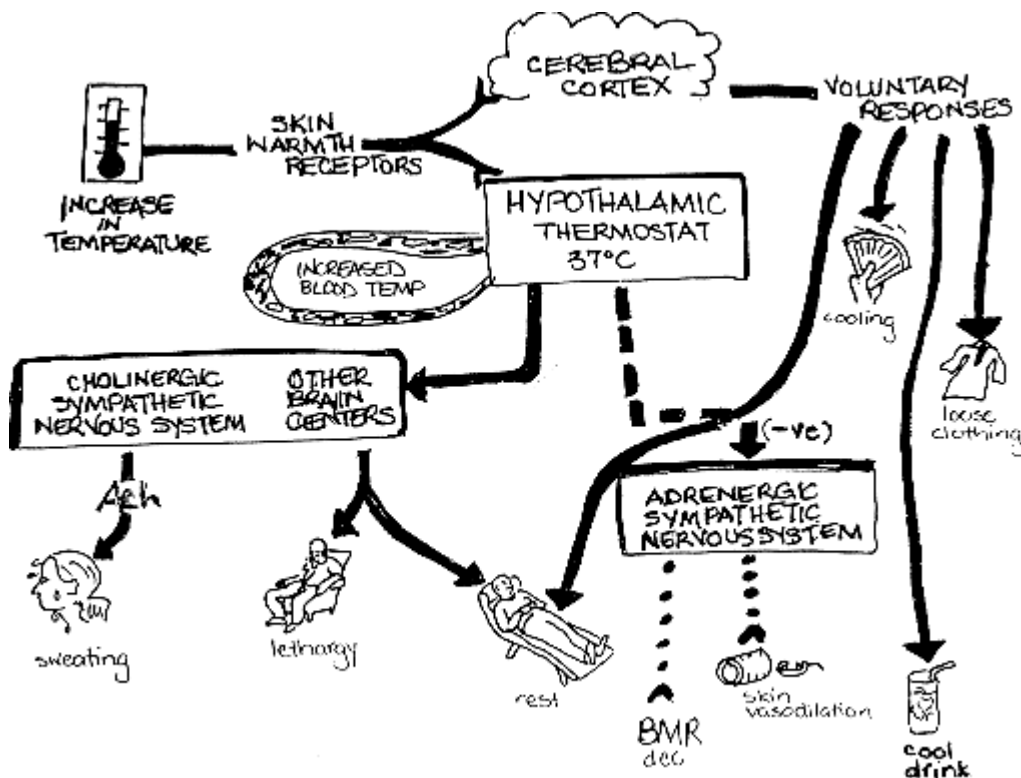 CEREBRAL
CORTEX
VOLUNTARY
RESPONSES
SKIN
WARMTH
RECEPTORS
INCREASE
IN
TEMPERATURE
HYPOTHALAMIC
THERMOSTAT
37°C
INCREASED
BLOOD TEMP
cooling
loose
clothing
CHOLINERGIC
SYMPATHETIC
NERVOUS SYSTEM
OTHER
BRAIN
CENTERS
(-ve)
ADRENERGIC
SYMPATHETIC
NERVOUS SYSTEM
Ach
sweating
lethargy
rest
BMR
dec
skin
vasodilation
cool
drink